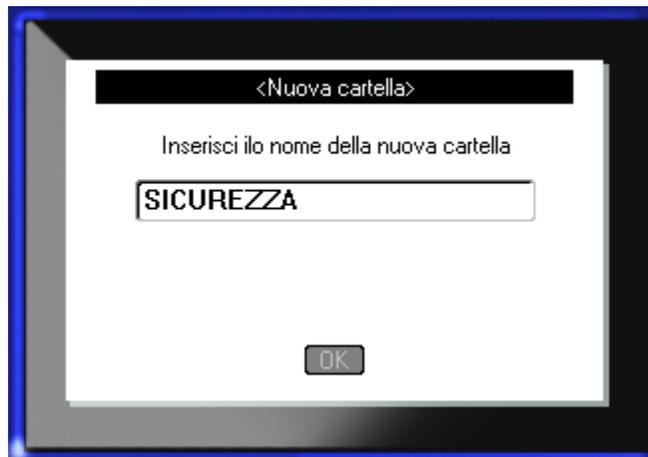 <Nuova cartella>
Inserisci ilo nome della nuova cartella
SICUREZZA
OK